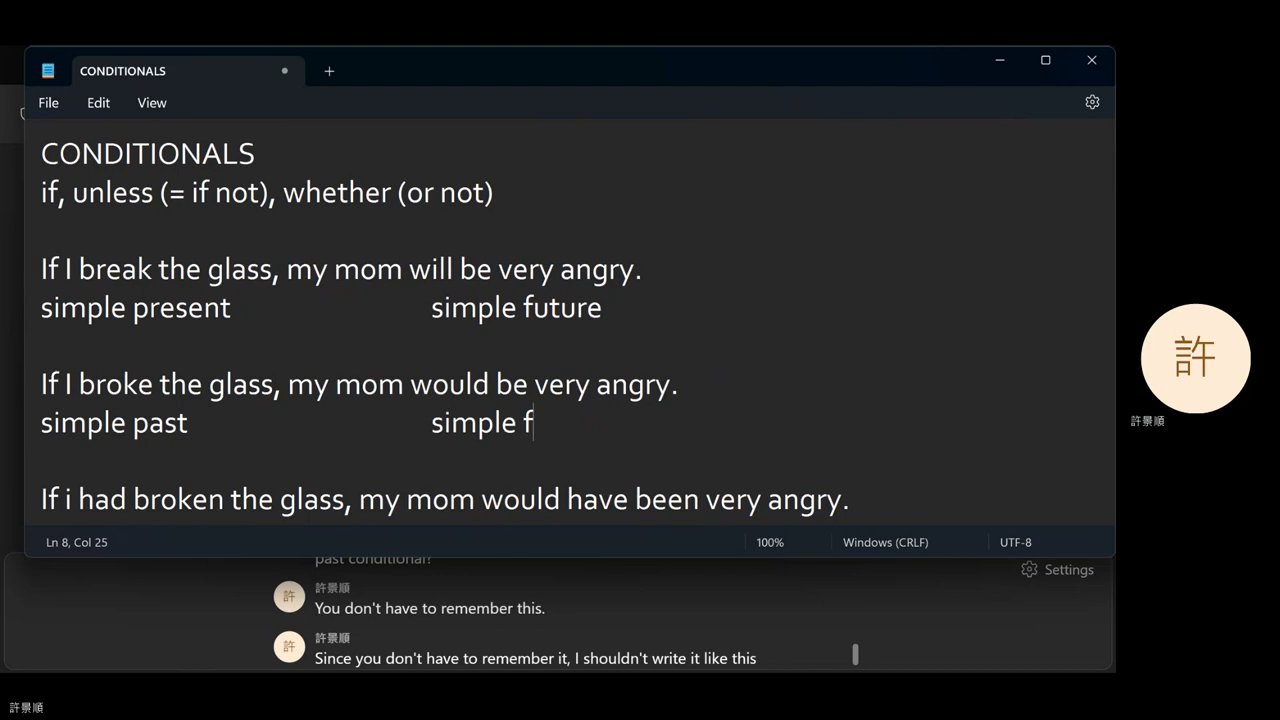 CONDITIONALS
File Edit View
CONDITIONALS
if, unless (= if not), whether (or not)
If I break the glass, my mom will be very angry.
simple present simple future
If I broke the glass, my mom would be very angry.
simple past simple f
If i had broken the glass, my mom would have been very angry.
Ln 8, Col 25 100% Windows (CRLF) UTF-8
past conditional?
Settings
許 許景順
You don't have to remember this.
許 許景順
Since you don't have to remember it, I shouldn't write it like this
許
許景順
許景順